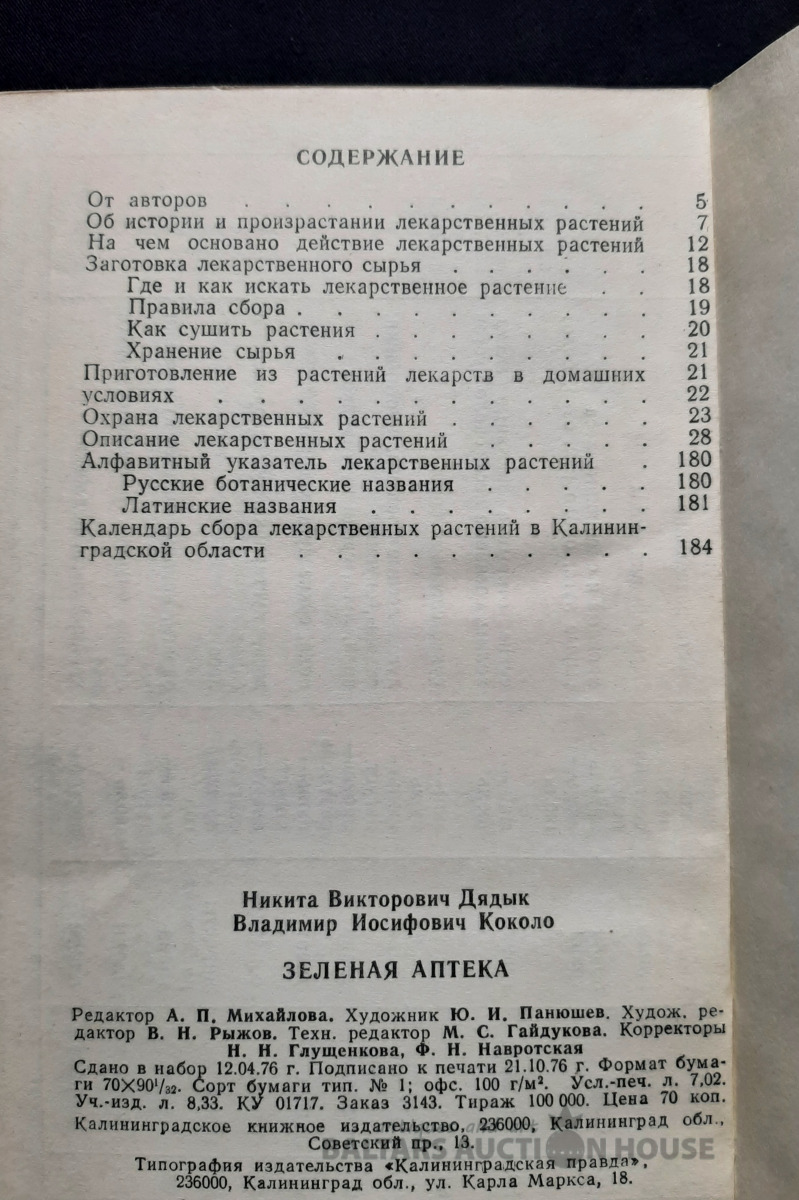 СОДЕРЖАНИЕ
От авторов . . . . . . . . . . . 5
Об истории и произрастании лекарственных растений 7
На чем основано действие лекарственных растений 12
Заготовка лекарственного сырья . . . . . . 18
Где и как искать лекарственное растение . . 18
Правила сбора . . . . . . . . . 19
Как сушить растения . . . . . . . 20
Хранение сырья . . . . . . . . 21
Приготовление из растений лекарств в домашних 21
условиях . . . . . . . . . . . . 22
Охрана лекарственных растений . . . . . . 23
Описание лекарственных растений . . . . . 28
Алфавитный указатель лекарственных растений . 180
Русские ботанические названия . . . . . 180
Латинские названия . . . . . . . . 181
Календарь сбора лекарственных растений в Калинин-
градской области . . . . . . . . . . 184
Никита Викторович Дядык
Владимир Иосифович Коколо
ЗЕЛЕНАЯ АПТЕКА
Редактор А. П. Михайлова. Художник Ю. И. Панюшев. Худож. ре-
дактор В. Н. Рыжов. Техн. редактор М. С. Гайдукова. Корректоры
Н. Н. Глущенкова, Ф. Н. Навротская
Сдано в набор 12.04.76 г. Подписано к печати 21.10.76 г. Формат бума-
ги 70×90¹/₃₂. Сорт бумаги тип. № 1; офс. 100 г/м². Усл.-печ. л. 7,02.
Уч.-изд. л. 8,33. КУ 01717. Заказ 3143. Тираж 100 000. Цена 70 коп.
Калининградское книжное издательство, 236000, Калининград обл.,
Советский пр., 13.
BALTARS AUCTION HOUSE
Типография издательства «Калининградская правда»,
236000, Калининград обл., ул. Карла Маркса, 18.